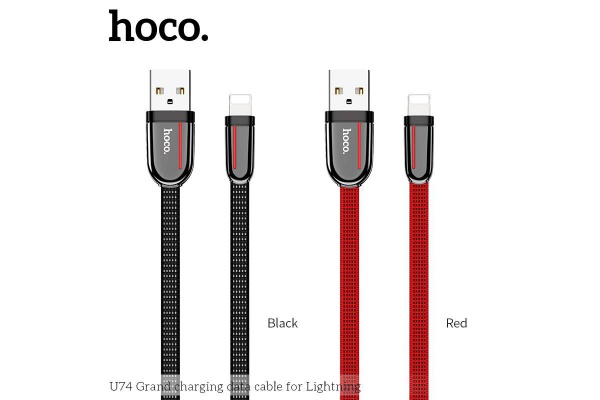 hoco.
hoco.
hoco.
Black
Red
U74 Grand charging data cable for Lightning